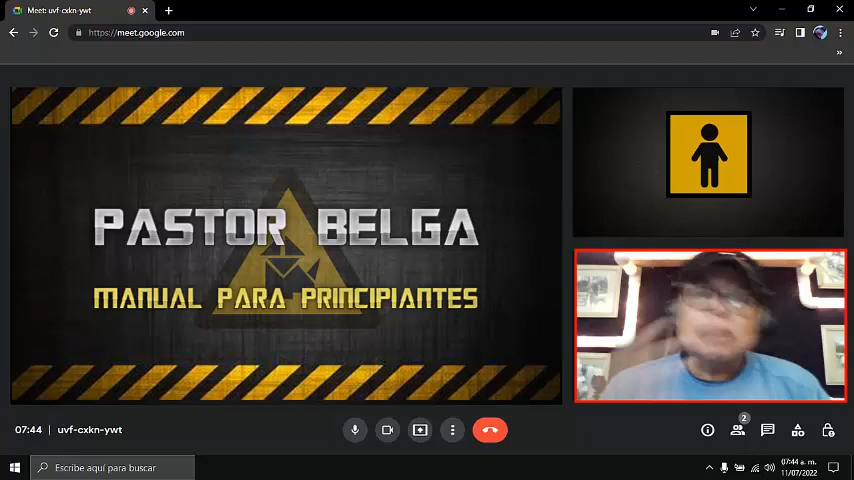 Meet: uvf-cxkn-ywt
https://meet.google.com
PASTOR BELGA
MANUAL PARA PRINCIPIANTES
07:44 | uvf-cxkn-ywt
2
Escribe aquí para buscar
07:44 a. m.
11/07/2022